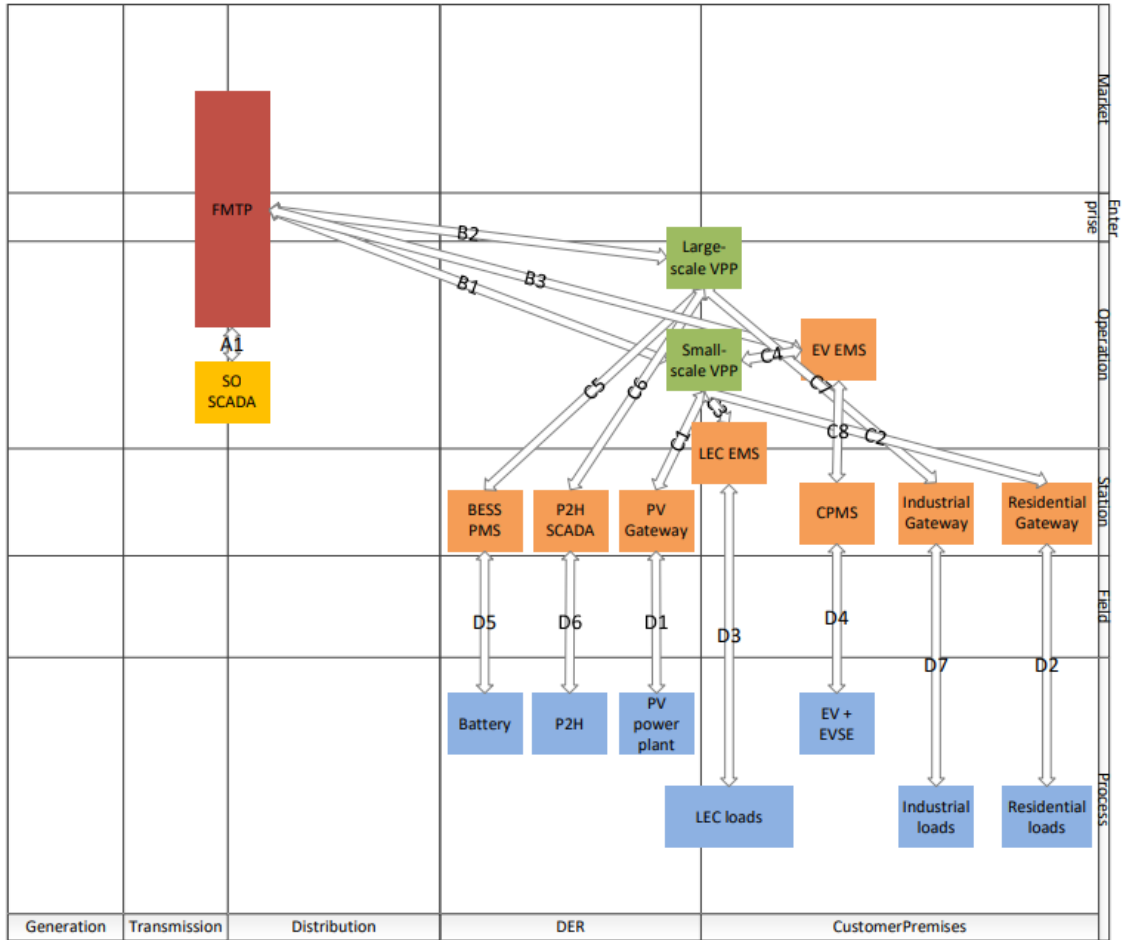 Market
FMTP
Enter
prise
B2
Large-
scale VPP
B3
B1
Operation
A1
Small-
scale VPP
C4
EV EMS
SO
SCADA
C5
C6
C7
C3
C1
C8
C2
LEC EMS
Station
BESS
PMS
P2H
SCADA
PV
Gateway
CPMS
Industrial
Gateway
Residential
Gateway
Field
D5
D6
D1
D3
D4
D7
D2
Battery
P2H
PV
power
plant
EV +
EVSE
Process
LEC loads
Industrial
loads
Residential
loads
Generation
Transmission
Distribution
DER
CustomerPremises